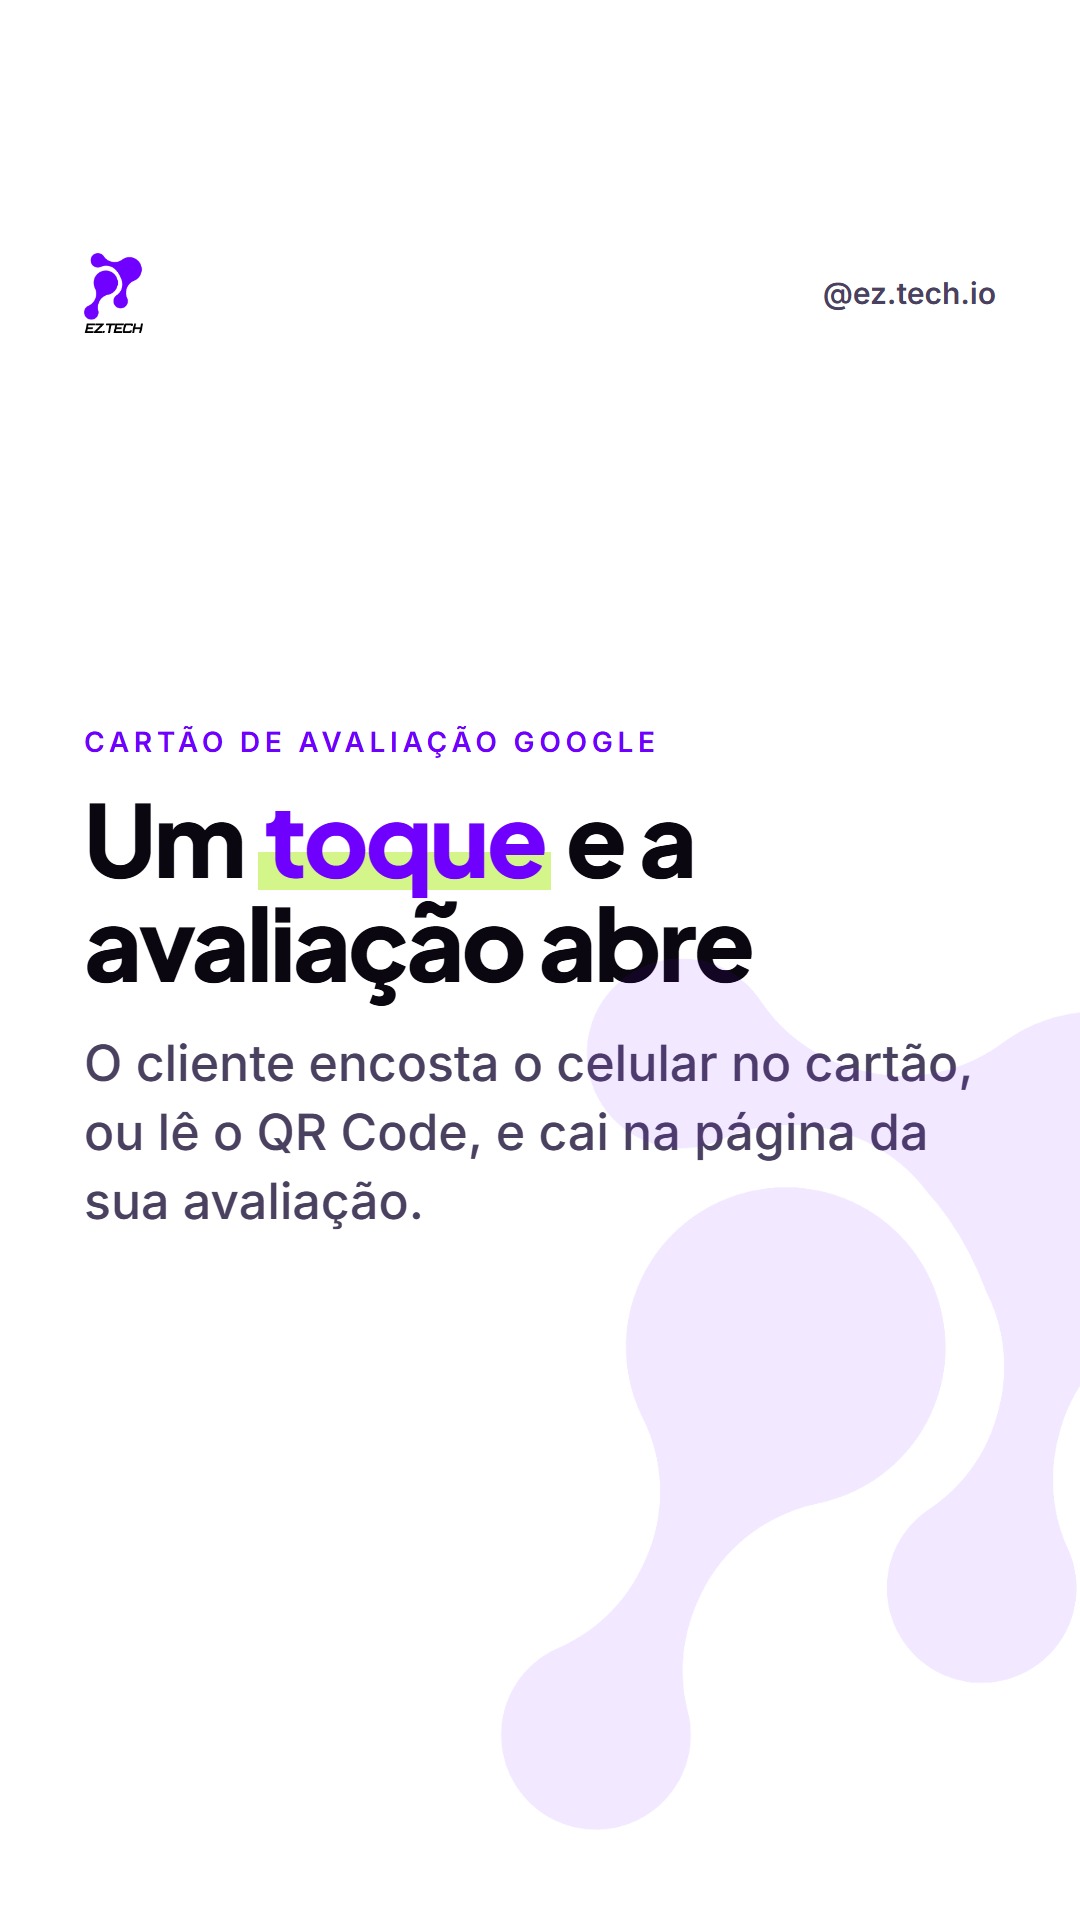 EZ.TECH
@ez.tech.io
CARTÃO DE AVALIAÇÃO GOOGLE
Um toque e a
avaliação abre
O cliente encosta o celular no cartão,
ou lê o QR Code, e cai na página da
sua avaliação.